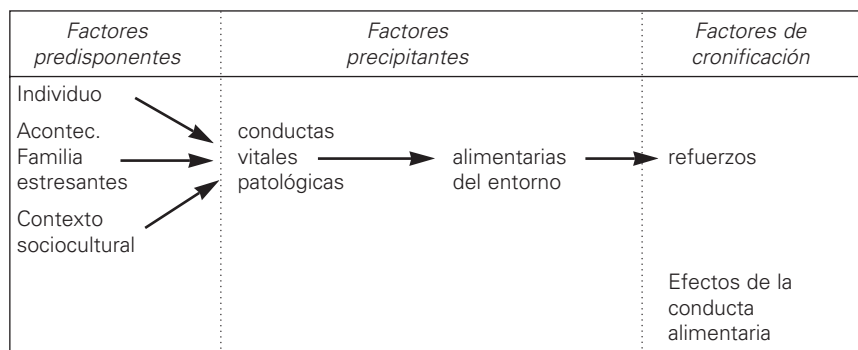 Factores
predisponentes
Factores
precipitantes
Factores de
cronificación
Individuo
Acontec.
Familia
estresantes
Contexto
sociocultural
conductas
vitales
patológicas
alimentarias
del entorno
refuerzos
Efectos de la
conducta
alimentaria